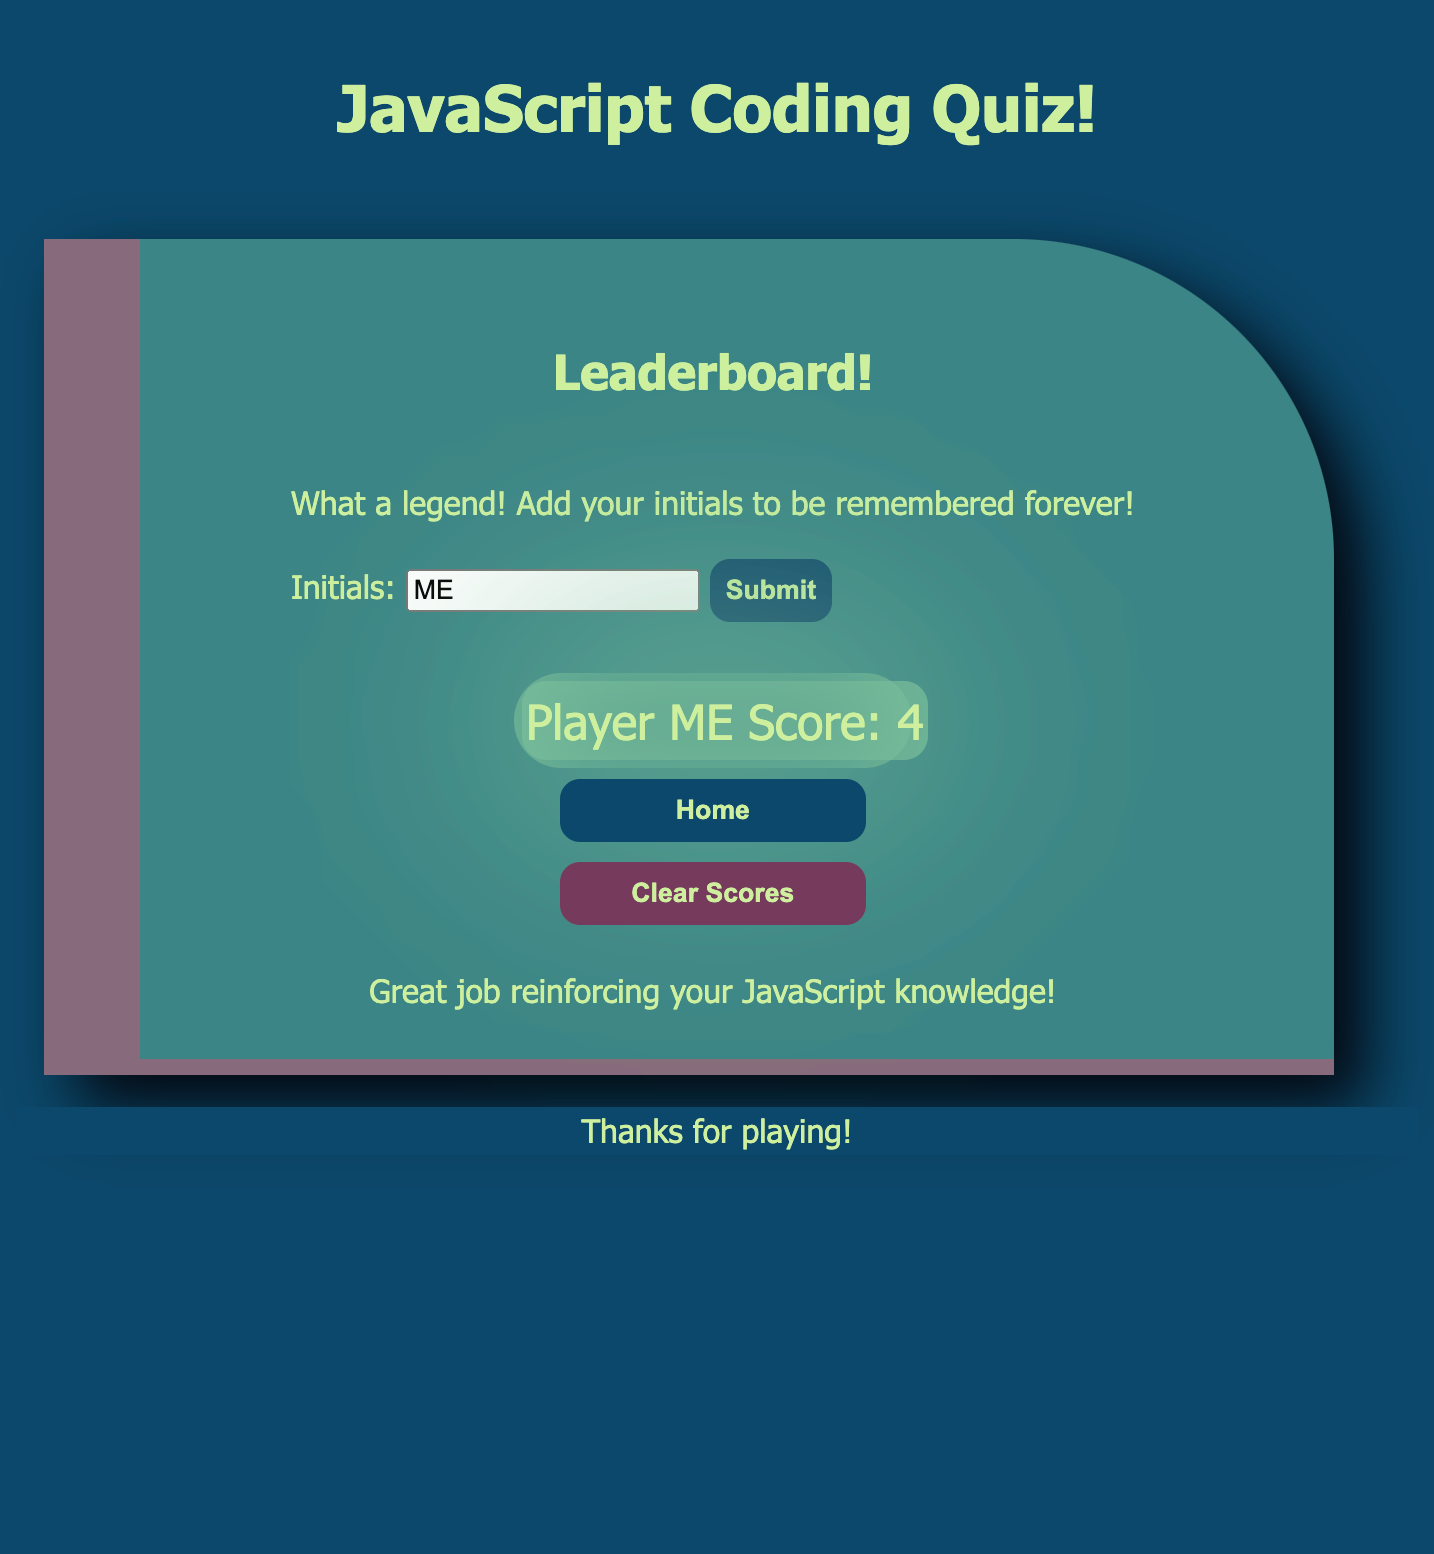 JavaScript Coding Quiz!
Leaderboard!
What a legend! Add your initials to be remembered forever!
Initials: ME Submit
Player ME Score: 4
Home
Clear Scores
Great job reinforcing your JavaScript knowledge!
Thanks for playing!